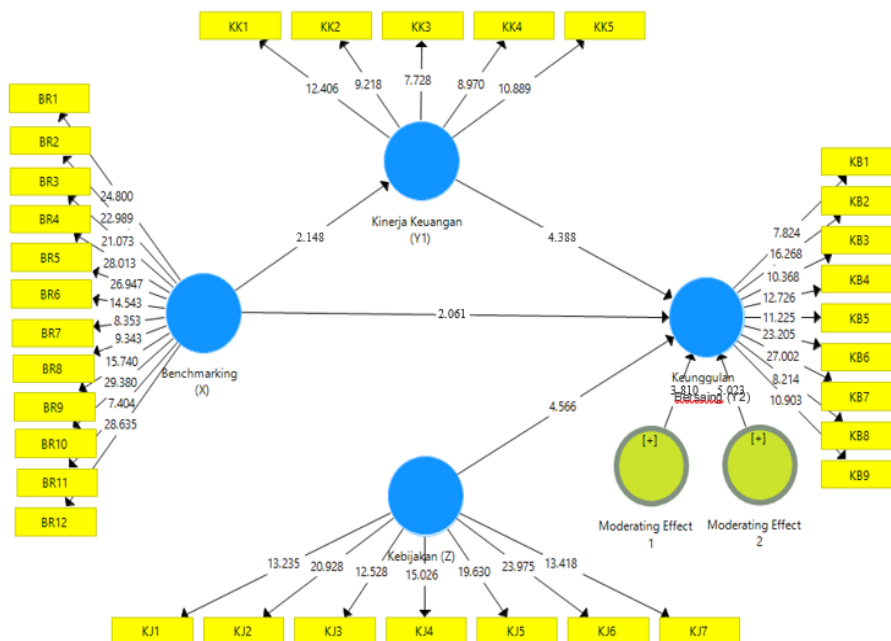 KK1
KK2
KK3
KK4
KK5
12.406
9.218
7.728
8.970
10.889
BR1
BR2
BR3
BR4
BR5
BR6
BR7
BR8
BR9
BR10
BR11
BR12
24.800
22.989
21.073
28.013
26.947
14.543
8.353
9.343
15.740
29.380
7.404
28.635
Benchmarking
(X)
2.148
Kinerja Keuangan
(Y1)
4.388
2.061
4.566
Keunggulan
Bersaing (Y2)
3.810
5.023
KB1
KB2
KB3
KB4
KB5
KB6
KB7
KB8
KB9
7.824
16.268
10.368
12.726
11.225
23.205
27.002
8.214
10.903
[+]
[+]
Moderating Effect
1
Moderating Effect
2
Kebijakan (Z)
13.235
20.928
12.528
15.026
19.630
23.975
13.418
KJ1
KJ2
KJ3
KJ4
KJ5
KJ6
KJ7